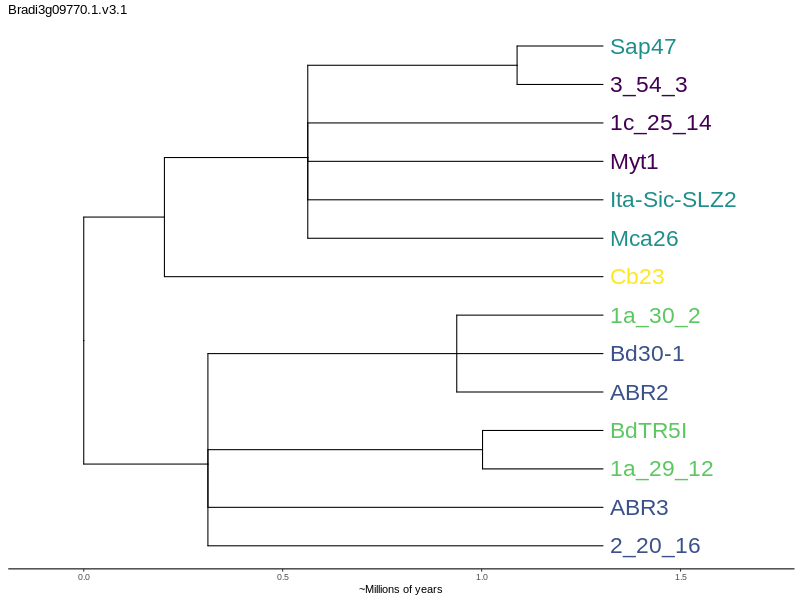 Bradi3g09770.1.v3.1
Sap47
3_54_3
1c_25_14
Myt1
Ita-Sic-SLZ2
Mca26
Cb23
1a_30_2
Bd30-1
ABR2
BdTR5I
1a_29_12
ABR3
2_20_16
0.0 0.5 1.0 1.5
~Millions of years